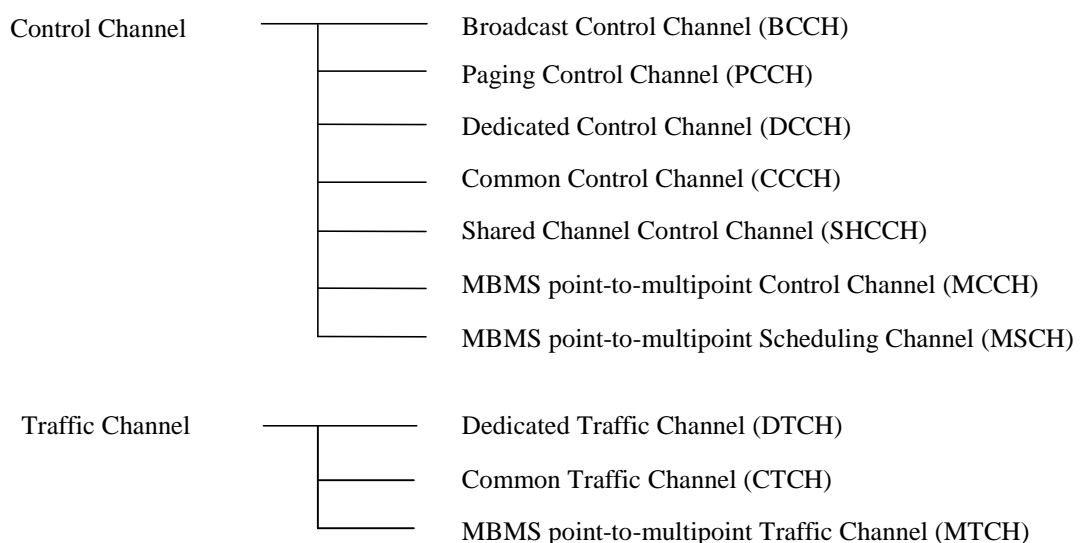 Control Channel
Broadcast Control Channel (BCCH)
Paging Control Channel (PCCH)
Dedicated Control Channel (DCCH)
Common Control Channel (CCCH)
Shared Channel Control Channel (SHCCH)
MBMS point-to-multipoint Control Channel (MCCH)
MBMS point-to-multipoint Scheduling Channel (MSCH)
Traffic Channel
Dedicated Traffic Channel (DTCH)
Common Traffic Channel (CTCH)
MBMS point-to-multipoint Traffic Channel (MTCH)